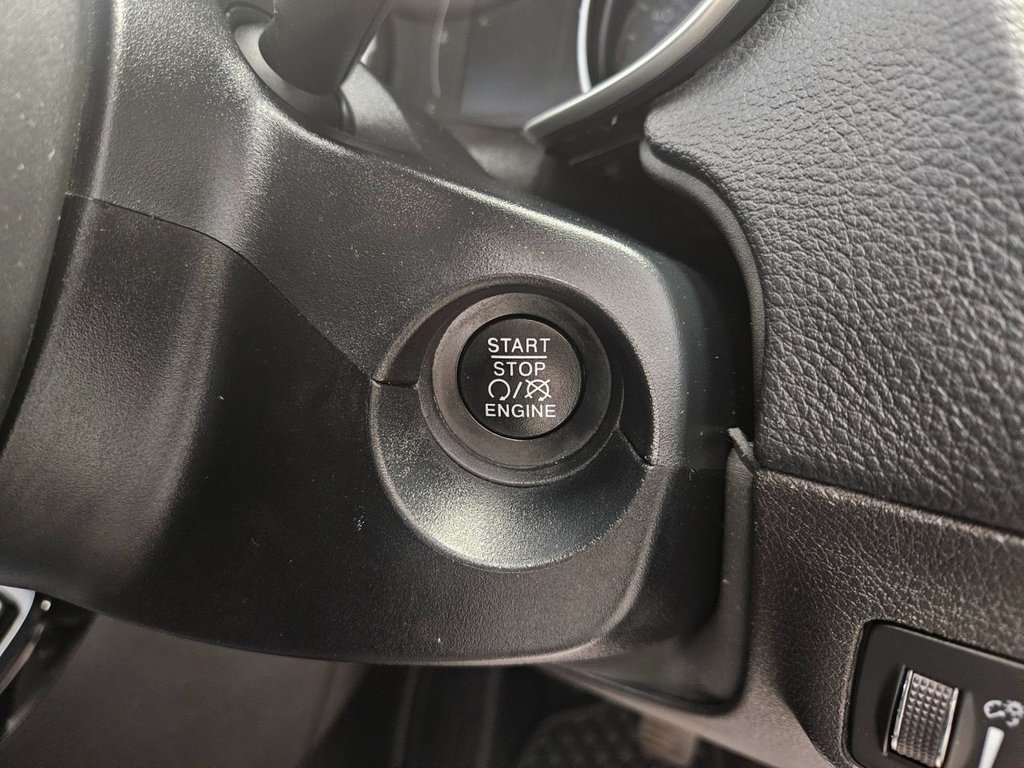 START
STOP
/
ENGINE